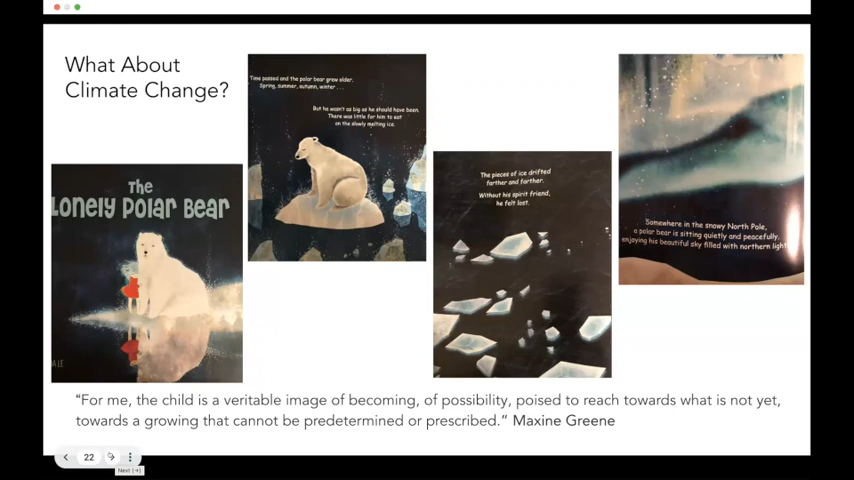 What About
Climate Change?
The
Lonely Polar Bear
Time passed and the polar bear grew older.
Spring, summer, autumn, winter . . .
But he wasn't as big as he should have been.
There was little for him to eat
on the slowly melting ice.
The pieces of ice drifted
farther and farther.
Without his spirit friend,
he felt lost.
Somewhere in the snowy North Pole,
a polar bear is sitting quietly and peacefully,
enjoying his beautiful sky filled with northern light
“For me, the child is a veritable image of becoming, of possibility, poised to reach towards what is not yet,
towards a growing that cannot be predetermined or prescribed.” Maxine Greene
22
Next (→)